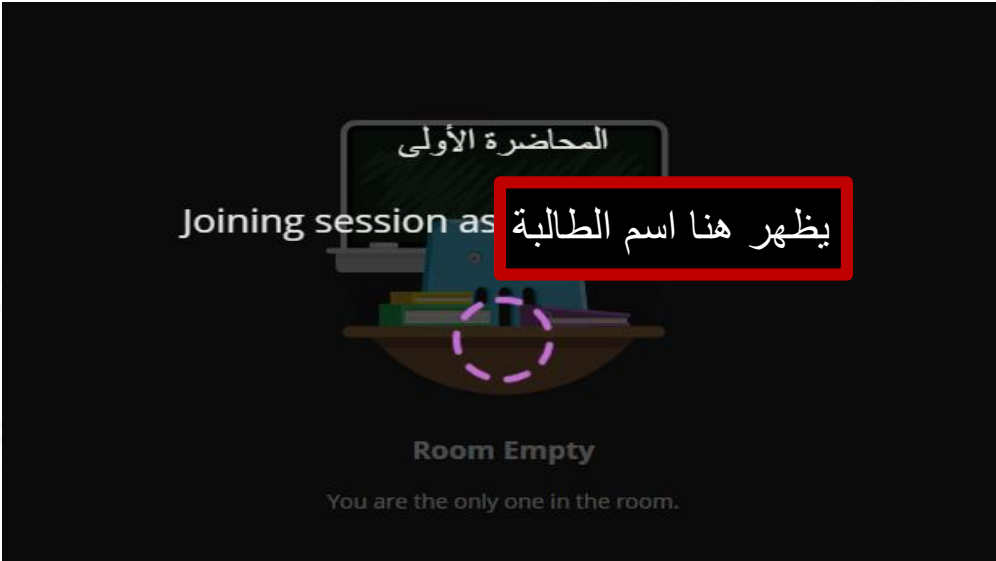 المحاضرة الأولى
Joining session as يظهر هنا اسم الطالبة
Room Empty
You are the only one in the room.